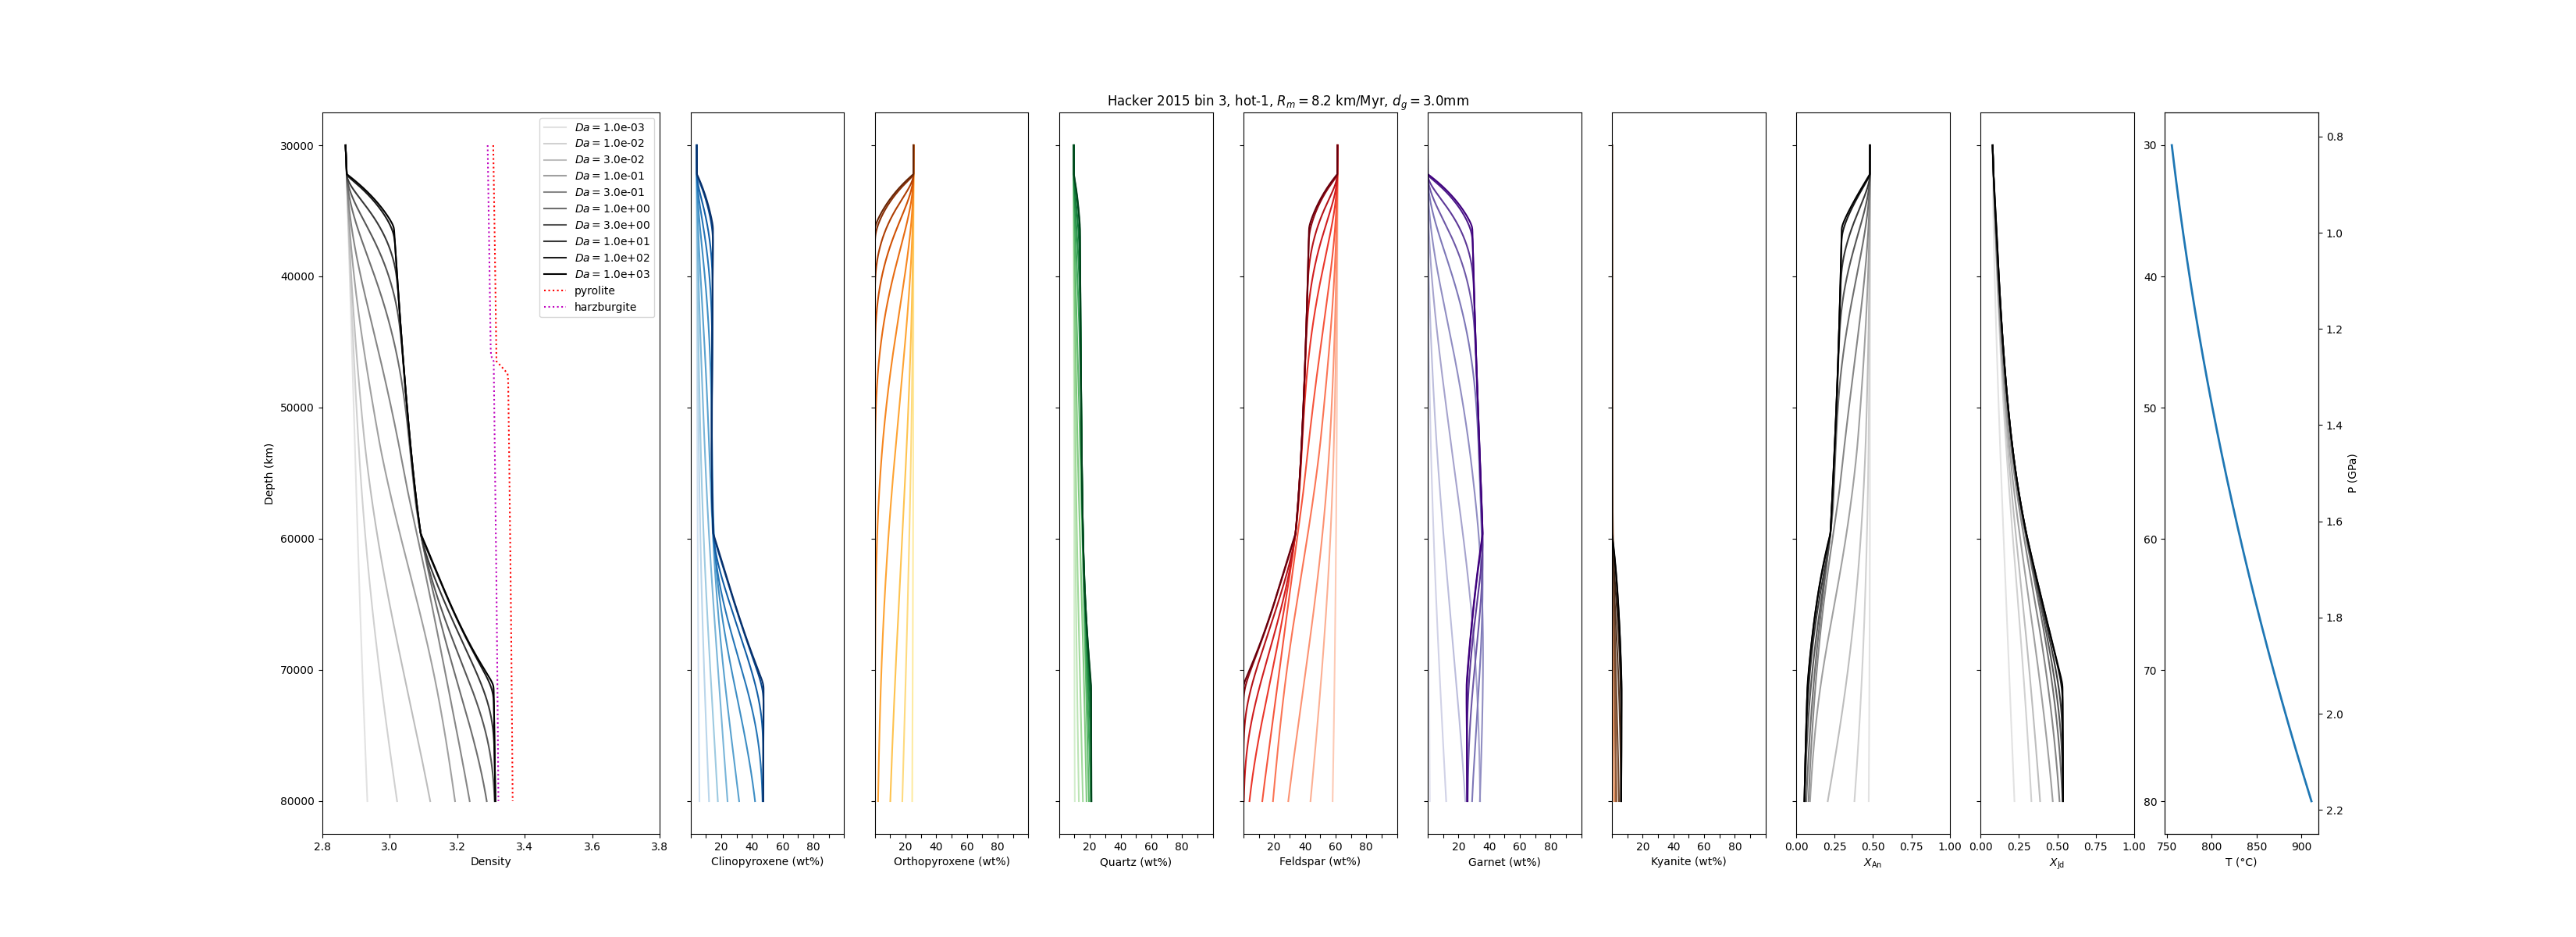 Hacker 2015 bin 3, hot-1, Rm = 8.2 km/Myr, dg = 3.0mm
Da = 1.0e-03
Da = 1.0e-02
Da = 3.0e-02
Da = 1.0e-01
Da = 3.0e-01
Da = 1.0e+00
Da = 3.0e+00
Da = 1.0e+01
Da = 1.0e+02
Da = 1.0e+03
pyrolite
harzburgite
30000
40000
50000
60000
70000
80000
Depth (km)
2.8 3.0 3.2 3.4 3.6 3.8
Density
20 40 60 80
Clinopyroxene (wt%)
20 40 60 80
Orthopyroxene (wt%)
20 40 60 80
Quartz (wt%)
20 40 60 80
Feldspar (wt%)
20 40 60 80
Garnet (wt%)
20 40 60 80
Kyanite (wt%)
0.00 0.25 0.50 0.75 1.00
XAn
0.00 0.25 0.50 0.75 1.00
XJd
30
40
50
60
70
80
750 800 850 900
T (°C)
0.8
1.0
1.2
1.4
1.6
1.8
2.0
2.2
P (GPa)